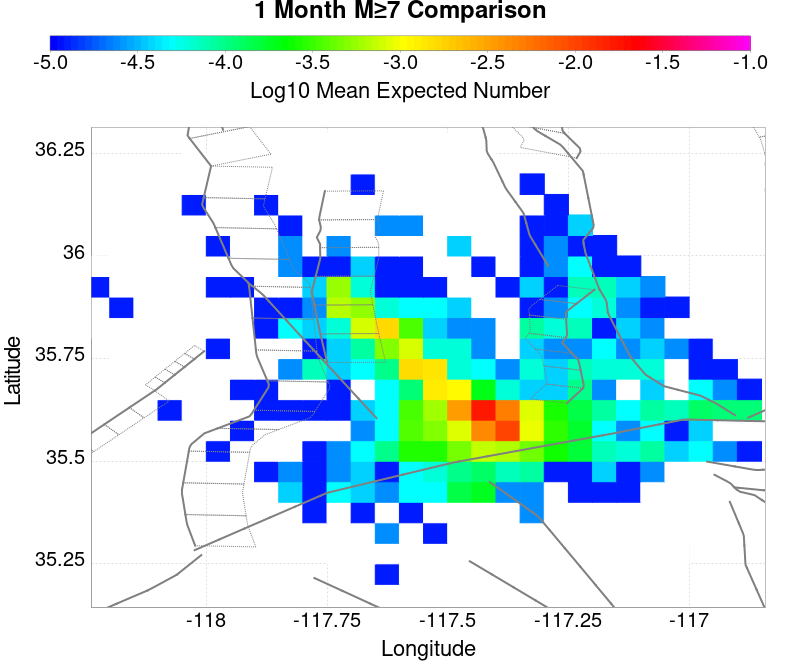 1 Month M≥7 Comparison
-5.0 -4.5 -4.0 -3.5 -3.0 -2.5 -2.0 -1.5 -1.0
Log10 Mean Expected Number
36.25
36
35.75
35.5
35.25
Latitude
-118 -117.75 -117.5 -117.25 -117
Longitude